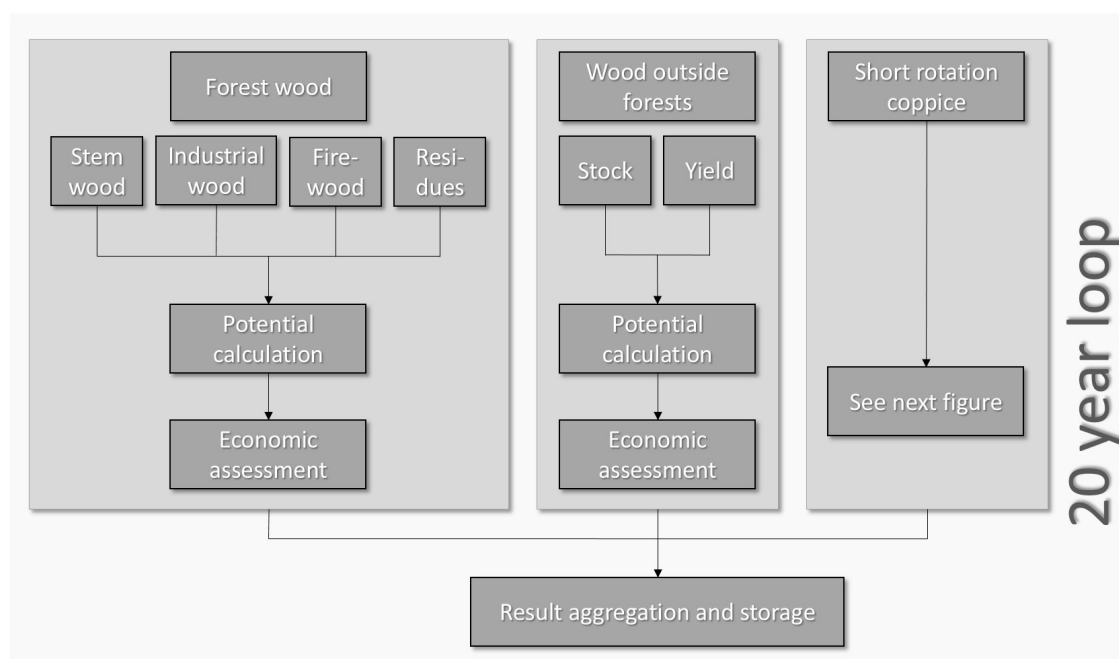 Forest wood
Stem
wood
Industrial
wood
Fire-
wood
Resi-
dues
Potential
calculation
Economic
assessment
Wood outside
forests
Stock
Yield
Potential
calculation
Economic
assessment
Short rotation
coppice
See next figure
20 year loop
Result aggregation and storage